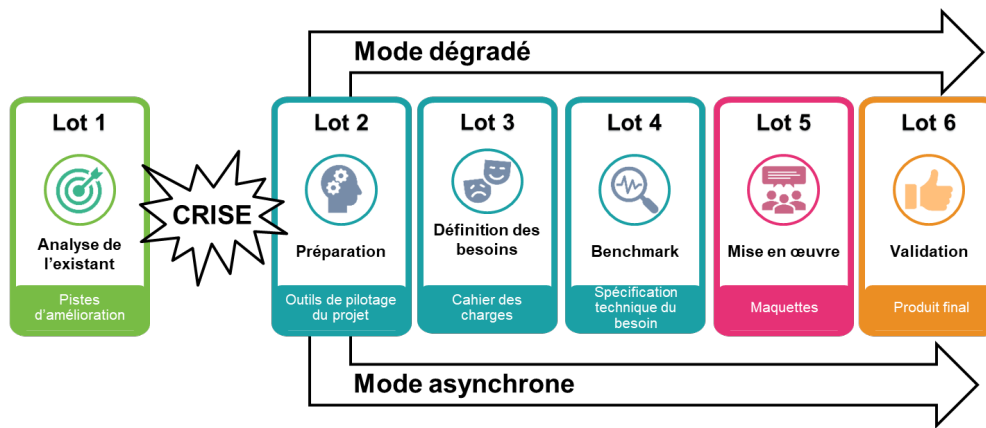 Mode dégradé
Lot 1
Analyse de
l'existant
Pistes
d'amélioration
CRISE
Lot 2
Préparation
Outils de pilotage
du projet
Lot 3
Définition des
besoins
Cahier des
charges
Lot 4
Benchmark
Spécification
technique du
besoin
Lot 5
Mise en œuvre
Maquettes
Lot 6
Validation
Produit final
Mode asynchrone